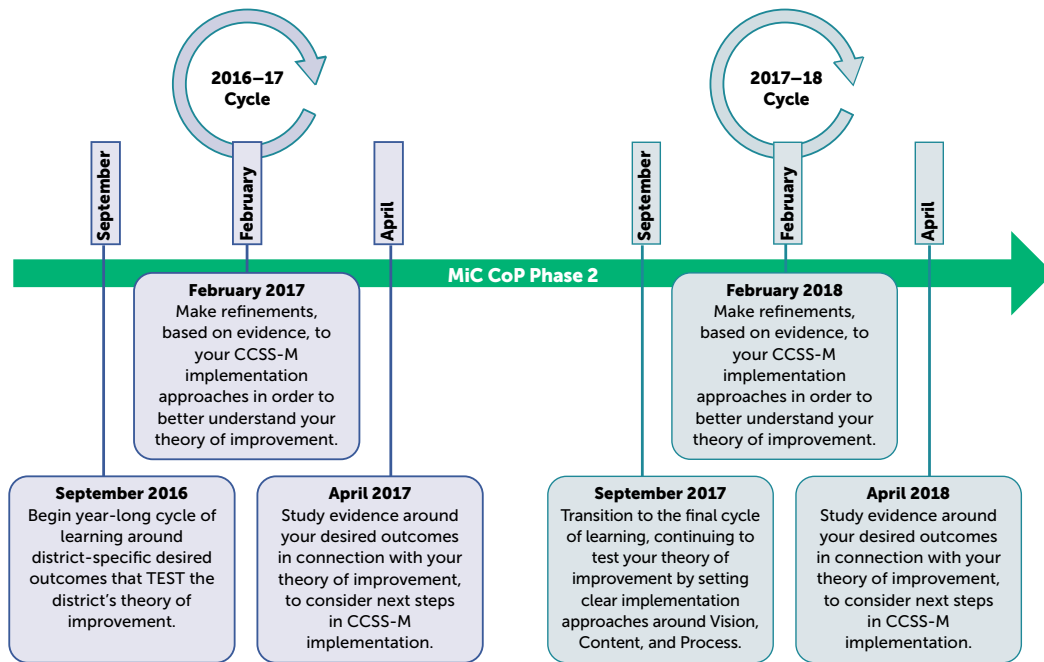 2016–17
Cycle
2017–18
Cycle
September
February
April
September
February
April
MiC CoP Phase 2
February 2017
Make refinements,
based on evidence, to
your CCSS-M
implementation
approaches in order to
better understand your
theory of improvement.
February 2018
Make refinements,
based on evidence, to
your CCSS-M
implementation
approaches in order to
better understand your
theory of improvement.
September 2016
Begin year-long cycle of
learning around
district-specific desired
outcomes that TEST the
district’s theory of
improvement.
April 2017
Study evidence around
your desired outcomes
in connection with your
theory of improvement,
to consider next steps
in CCSS-M
implementation.
September 2017
Transition to the final cycle
of learning, continuing to
test your theory of
improvement by setting
clear implementation
approaches around Vision,
Content, and Process.
April 2018
Study evidence around
your desired outcomes
in connection with your
theory of improvement,
to consider next steps
in CCSS-M
implementation.